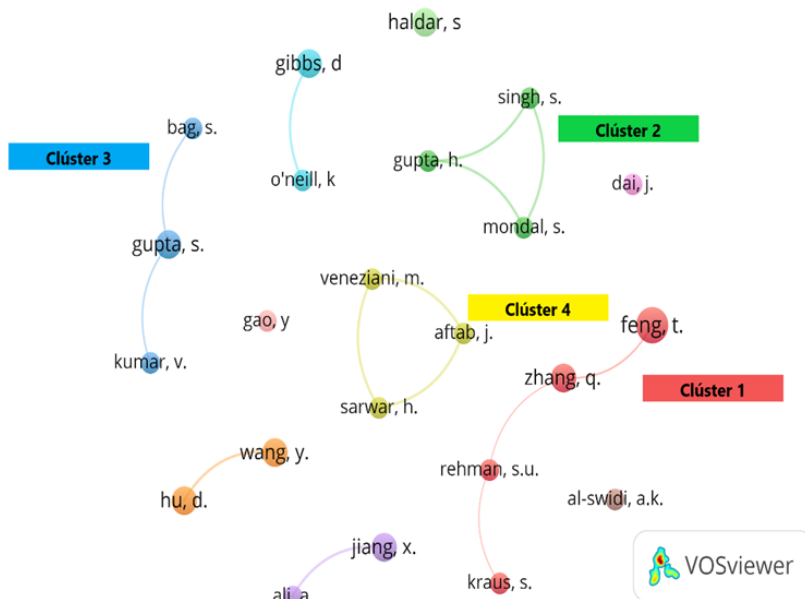 haldar, s
gibbs, d
singh, s.
bag, s.
Clúster 2
Clúster 3
gupta, h.
o'neill, k
dai, j.
mondal, s.
gupta, s.
veneziani, m.
Clúster 4
gao, y
aftab, j.
feng, t.
kumar, v.
zhang, q.
Clúster 1
sarwar, h.
wang, y.
rehman, s.u.
hu, d.
al-swidi, a.k.
jiang, x.
VOSviewer
kraus, s.
ali, a